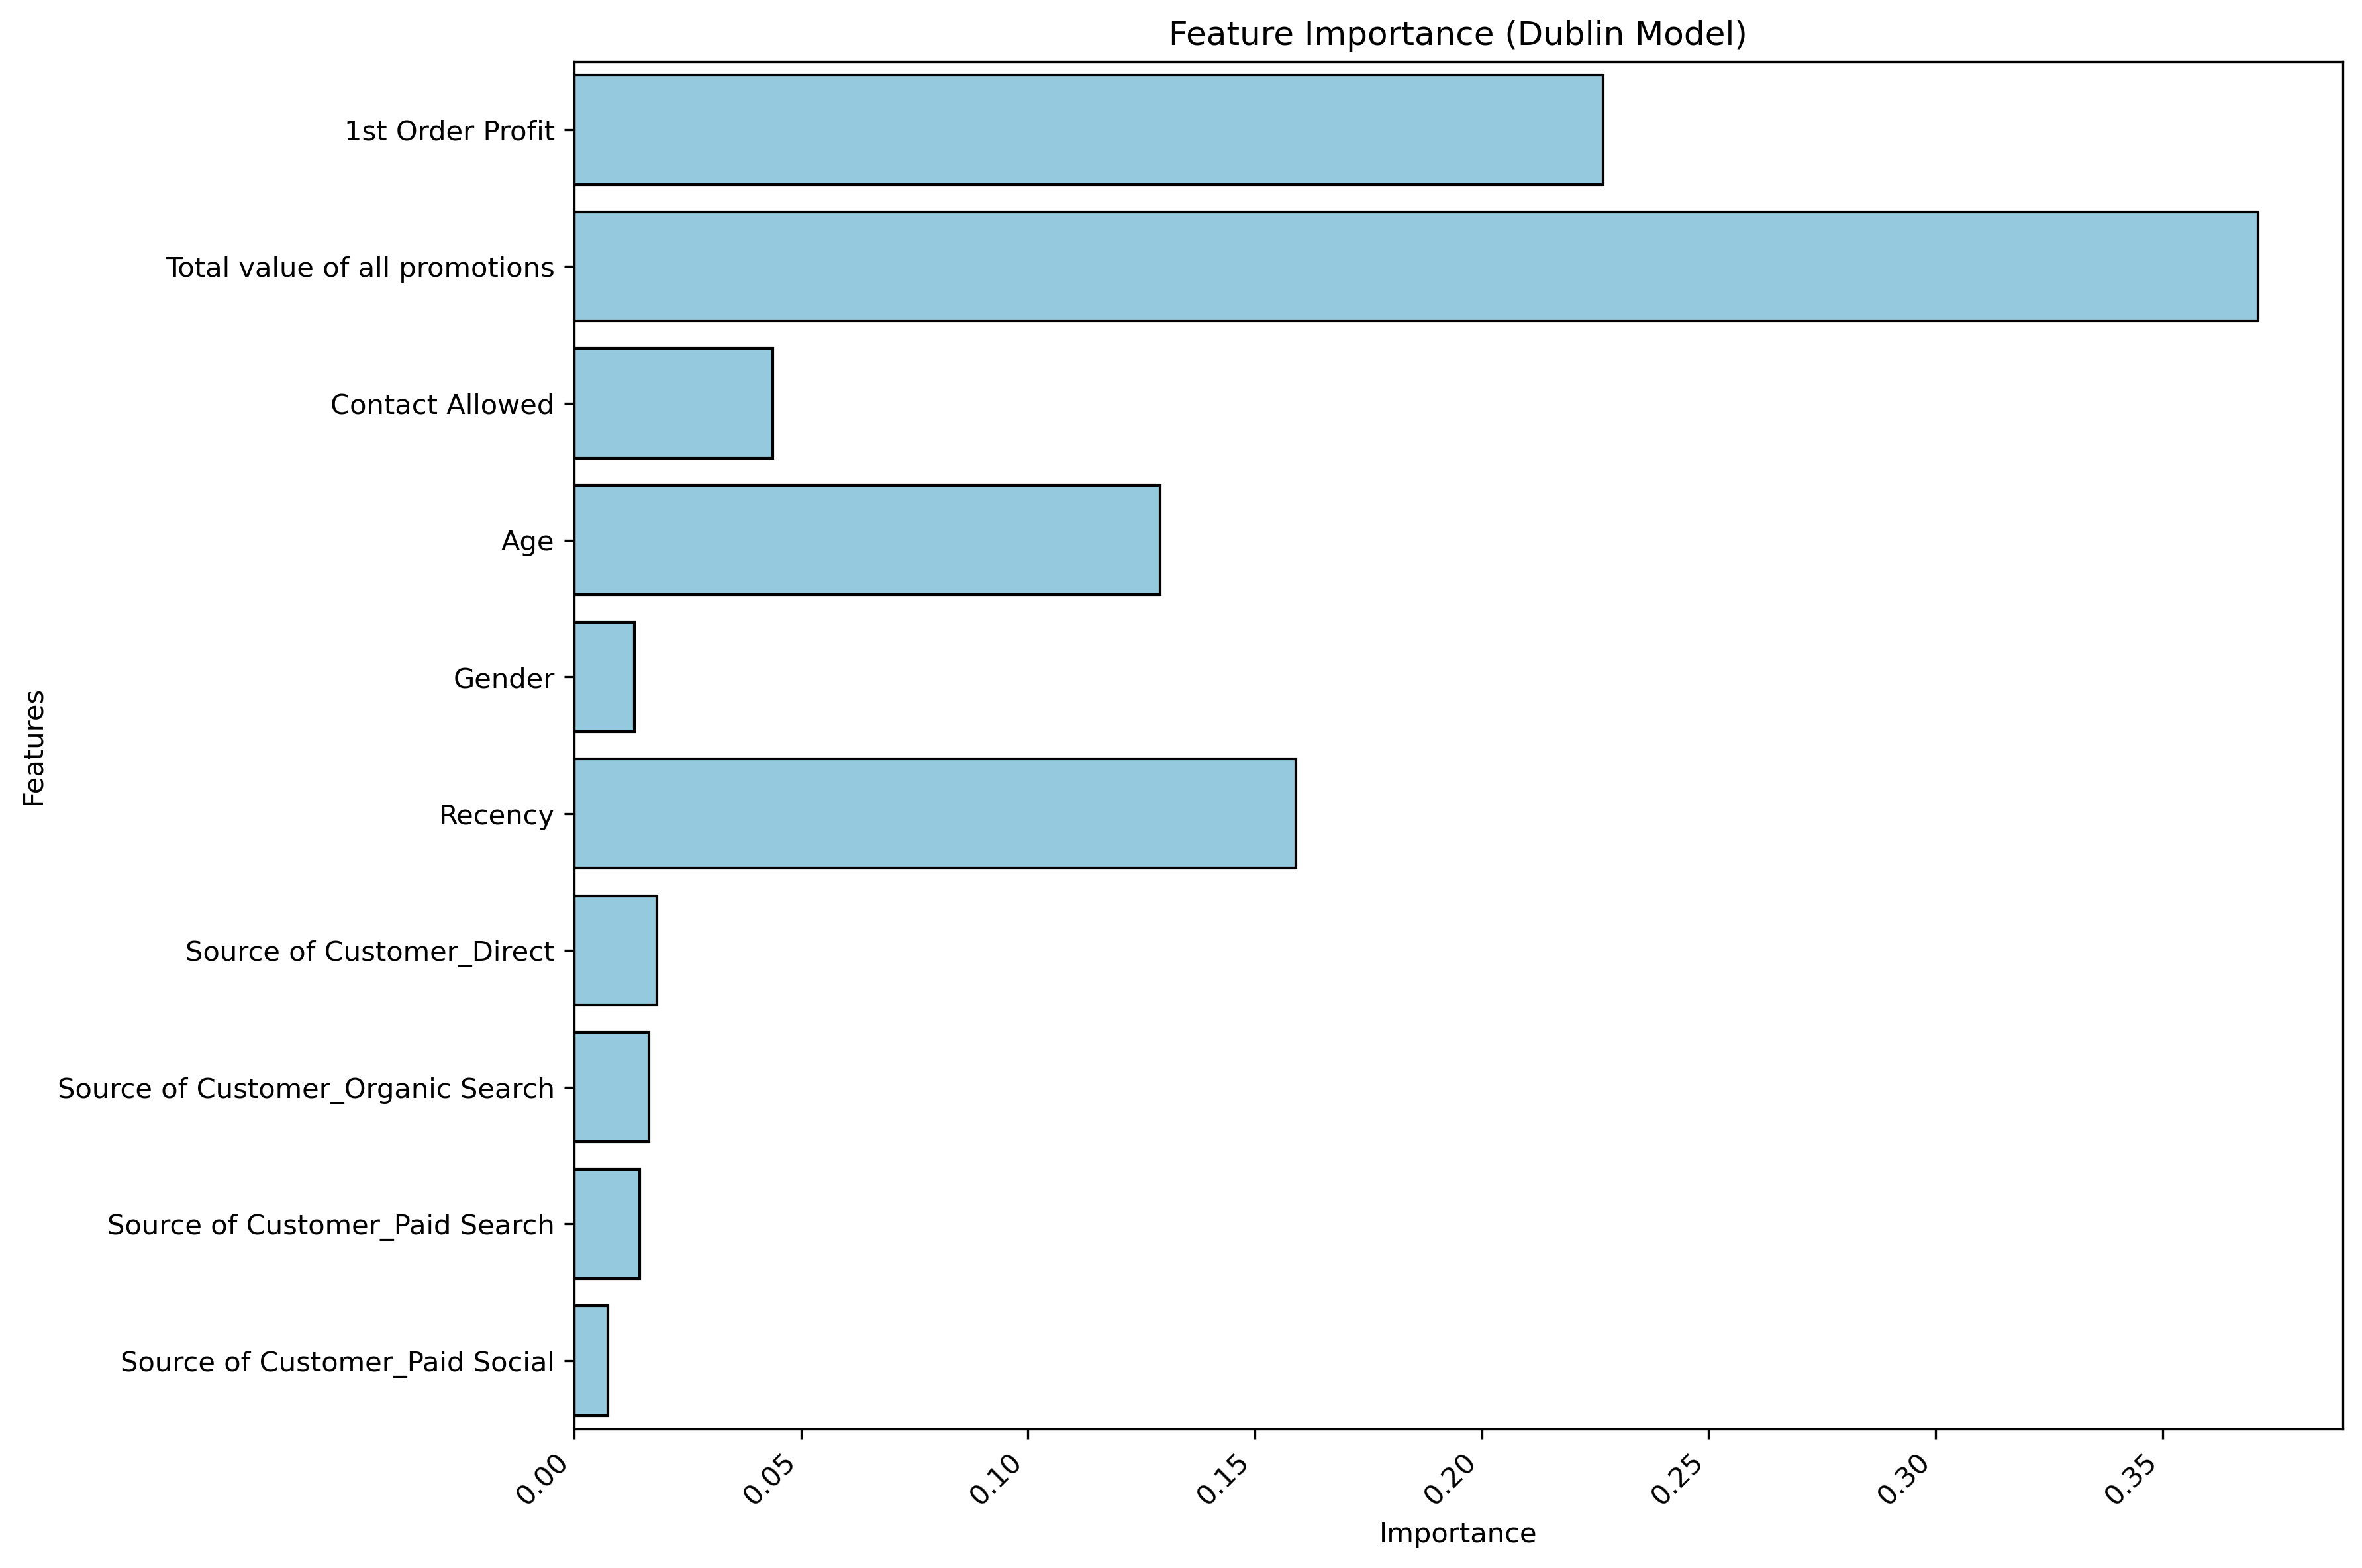 Feature Importance (Dublin Model)
1st Order Profit
Total value of all promotions
Contact Allowed
Age
Gender
Recency
Source of Customer_Direct
Source of Customer_Organic Search
Source of Customer_Paid Search
Source of Customer_Paid Social
Features
0.00
0.05
0.10
0.15
0.20
0.25
0.30
0.35
Importance